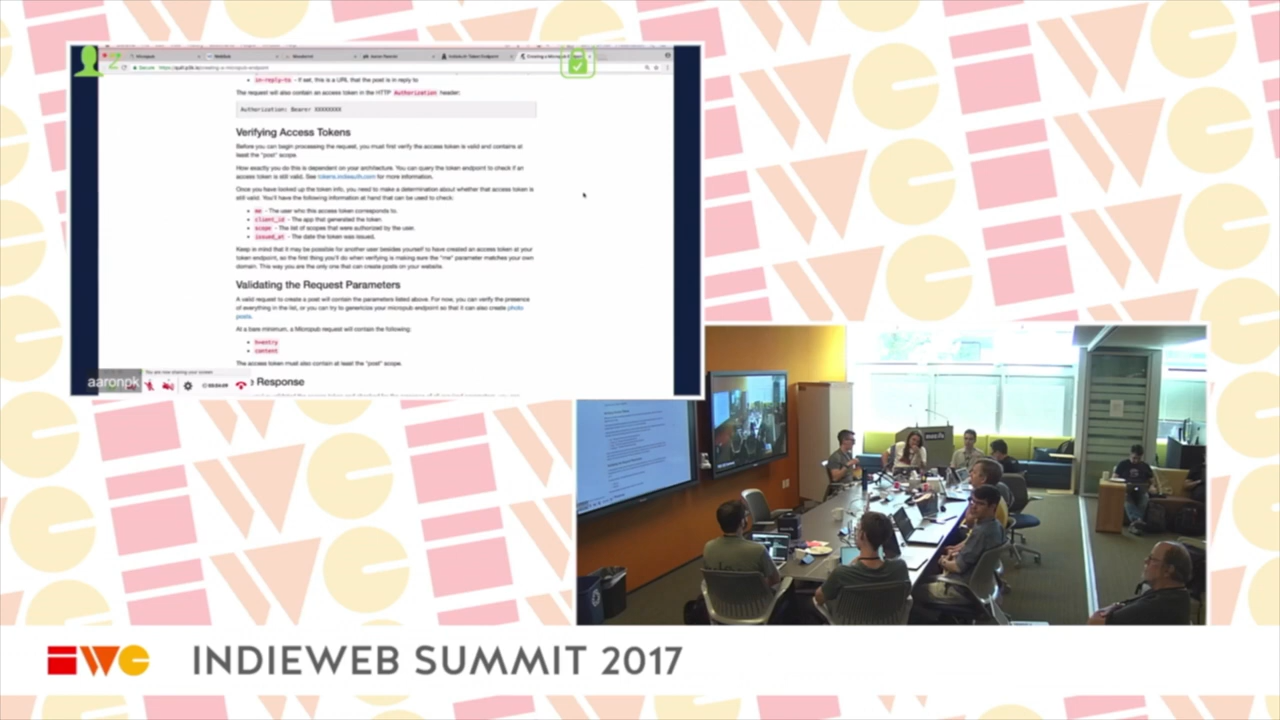 Secure https://quill.p3k.io/creating-a-micropub-endpoint
in-reply-to - if set, this is a URL that the post is in reply to
The request will also contain an access token in the HTTP Authorization header:
Authorization: Bearer XXXXXXXX
Verifying Access Tokens
Before you can begin processing the request, you must first verify the access token is valid and contains at
least the "post" scope.
How exactly you do this is dependent on your architecture. You can query the token endpoint to check if an
access token is still valid. See tokens.indieauth.com for more information.
Once you have looked up the token info, you need to make a determination about whether that access token is
still valid. You'll have the following information at hand that can be used to check:
me - The user who this access token corresponds to.
client_id - The app that generated the token.
scope - The list of scopes that were authorized by the user.
issued_at - The date the token was issued.
Keep in mind that it may be possible for another user besides yourself to have created an access token at your
token endpoint, so the first thing you'll do when verifying is making sure the "me" parameter matches your own
domain. This way you are the only one that can create posts on your website.
Validating the Request Parameters
A valid request to create a post will contain the parameters listed above. For now, you can verify the presence
of everything in the list, or you can try to genericize your micropub endpoint so that it can also create photo
posts.
At a bare minimum, a Micropub request will contain the following:
h=entry
content
The access token must also contain at least the "post" scope.
You are now sharing your screen
aaronpk
Response
IWC
INDIEWEB SUMMIT 2017